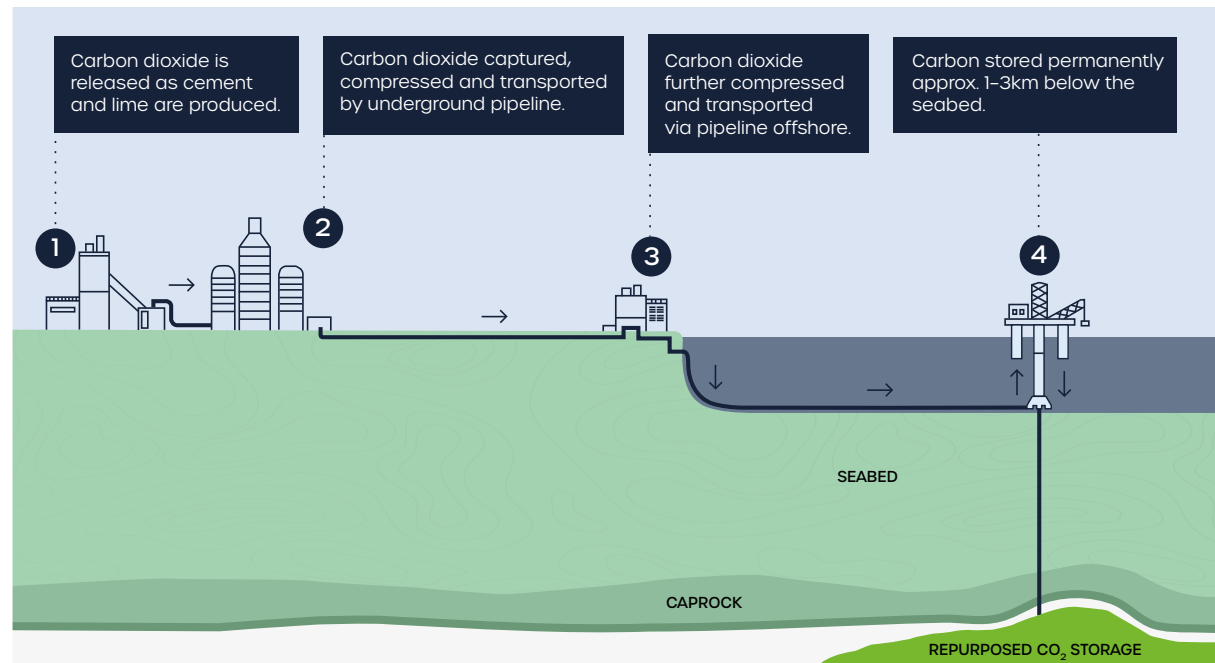 Carbon dioxide is
released as cement
and lime are produced.
Carbon dioxide captured,
compressed and transported
by underground pipeline.
Carbon dioxide
further compressed
and transported
via pipeline offshore.
Carbon stored permanently
approx. 1–3km below the
seabed.
1
2
3
4
SEABED
CAPROCK
REPURPOSED CO₂ STORAGE